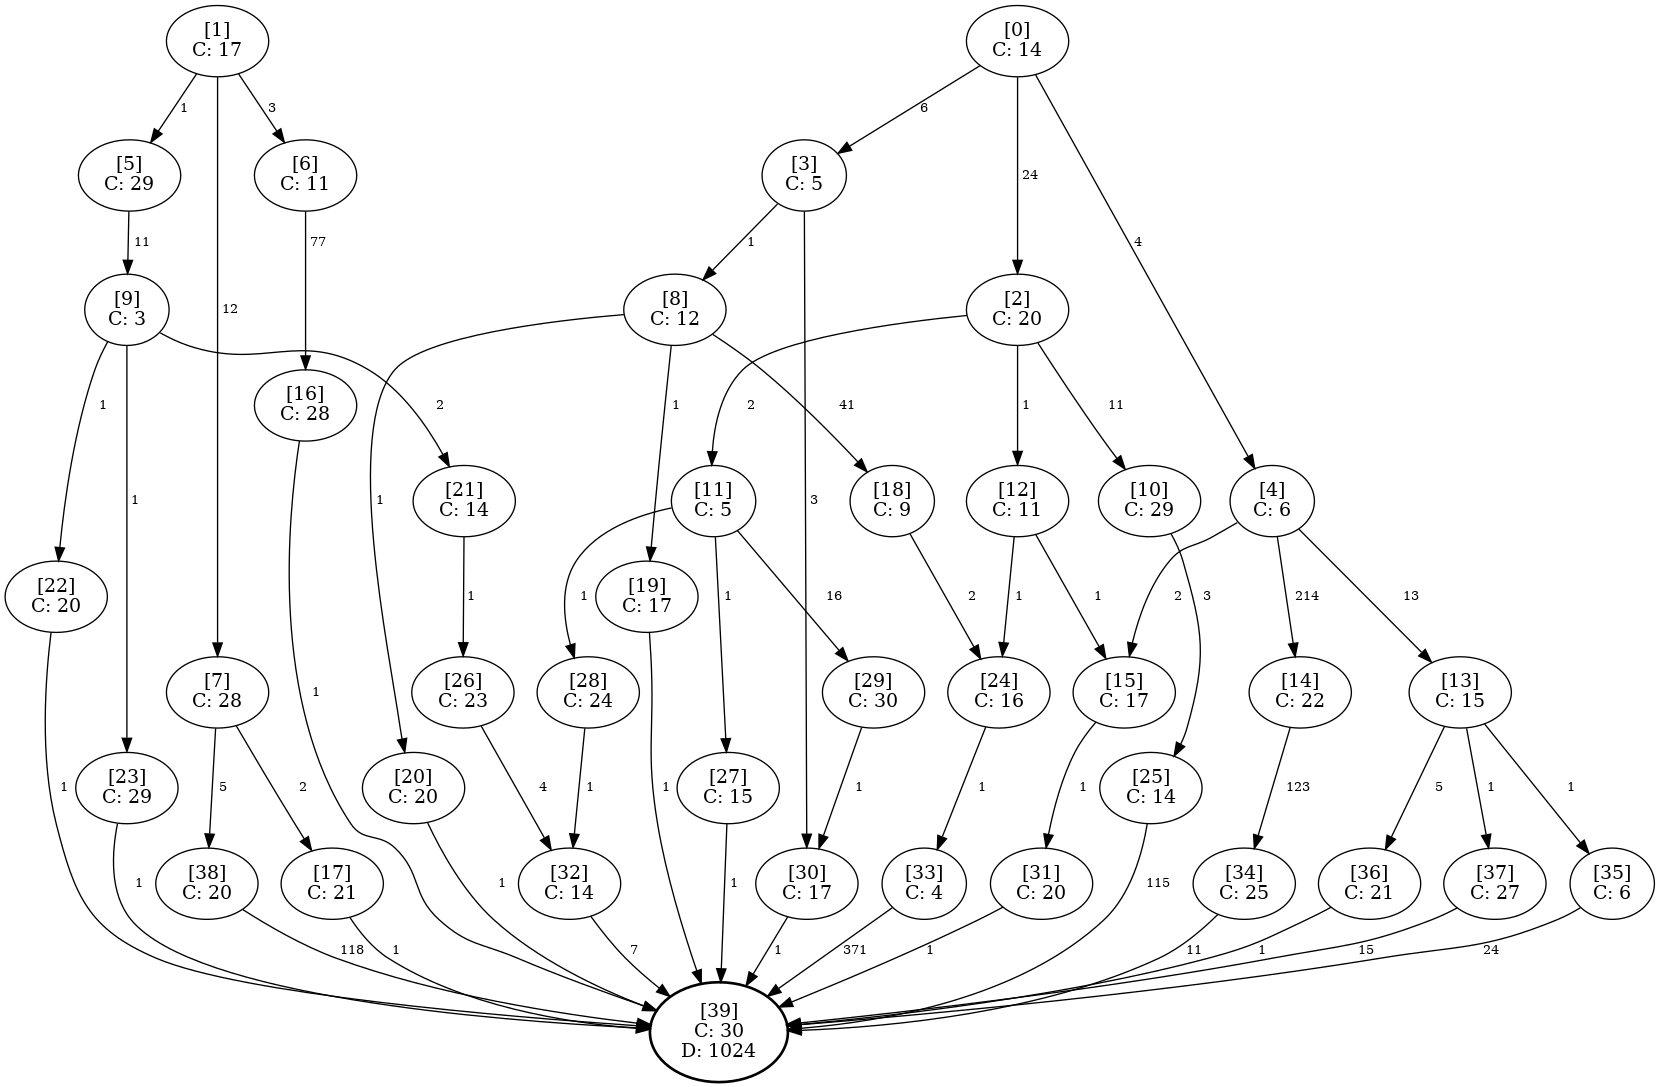 [1]
C: 17
[0]
C: 14
1
3
6
[5]
C: 29
[6]
C: 11
[3]
C: 5
24
11
77
1
4
[9]
C: 3
12
[8]
C: 12
[2]
C: 20
1
[16]
C: 28
2
2
1
41
1
11
1
1
[21]
C: 14
[11]
C: 5
3
[18]
C: 9
[12]
C: 11
[10]
C: 29
[4]
C: 6
[22]
C: 20
1
1
[19]
C: 17
1
16
2
1
1
2
3
214
13
[7]
C: 28
1
[26]
C: 23
[28]
C: 24
[29]
C: 30
[24]
C: 16
[15]
C: 17
[14]
C: 22
[13]
C: 15
1
[23]
C: 29
5
2
[20]
C: 20
4
1
1
[27]
C: 15
1
1
1
[25]
C: 14
123
5
1
1
1
[38]
C: 20
[17]
C: 21
1
[32]
C: 14
1
[30]
C: 17
[33]
C: 4
[31]
C: 20
115
[34]
C: 25
[36]
C: 21
[37]
C: 27
[35]
C: 6
118
1
7
1
371
1
11
1
15
24
[39]
C: 30
D: 1024